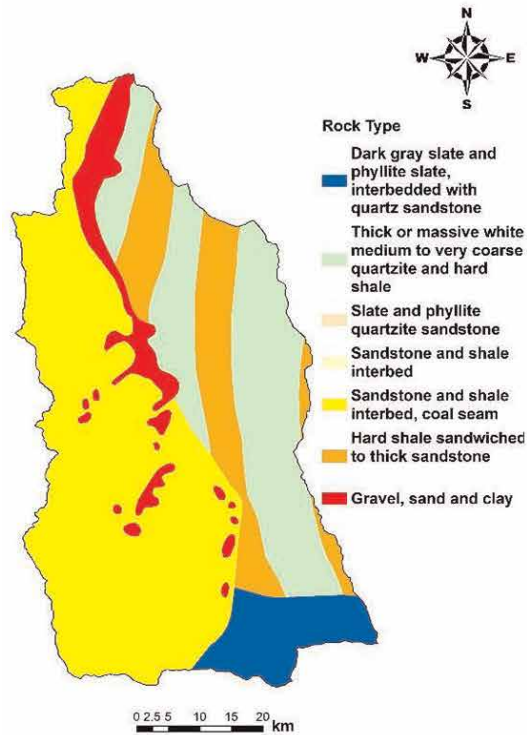 N
W E
S
Rock Type
Dark gray slate and
phyllite slate,
interbedded with
quartz sandstone
Thick or massive white
medium to very coarse
quartzite and hard
shale
Slate and phyllite
quartzite sandstone
Sandstone and shale
interbed
Sandstone and shale
interbed, coal seam
Hard shale sandwiched
to thick sandstone
Gravel, sand and clay
0 2.5 5 10 15 20
km